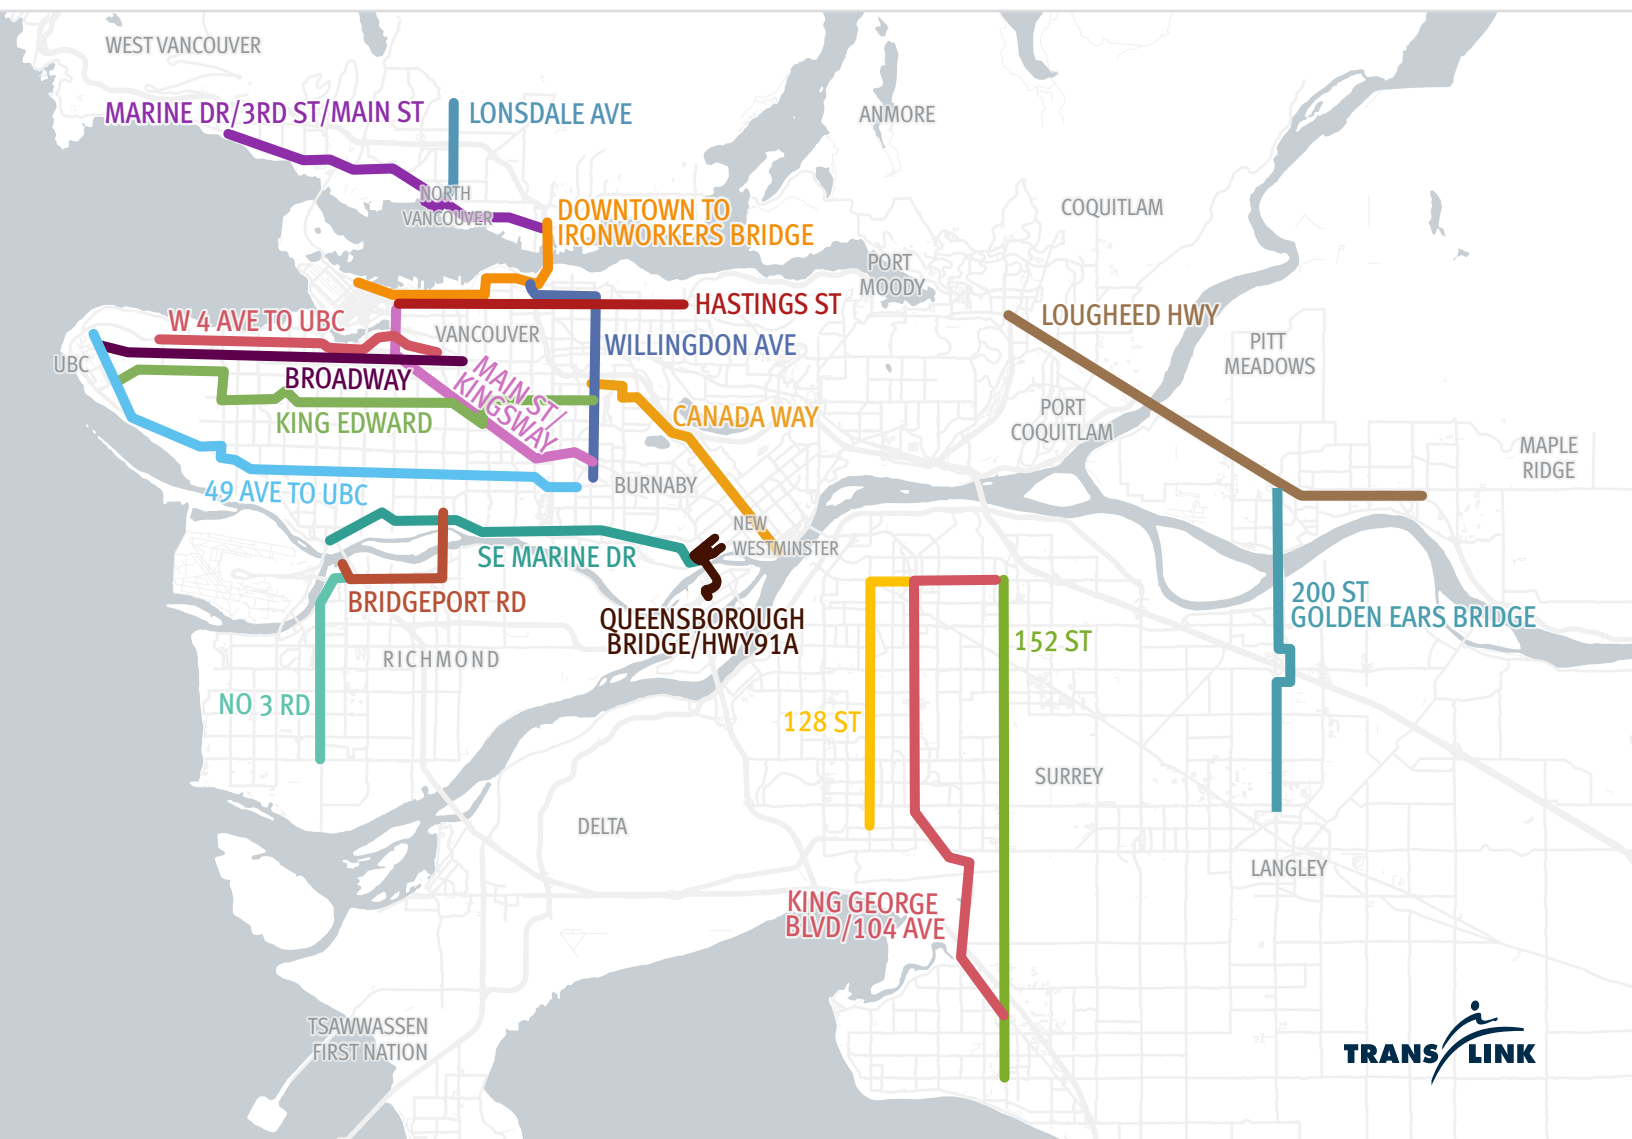 WEST VANCOUVER
MARINE DR/3RD ST/MAIN ST
LONSDALE AVE
ANMORE
NORTH
VANCOUVER
DOWNTOWN TO
IRONWORKERS BRIDGE
COQUITLAM
PORT
MOODY
HASTINGS ST
LOUGHEED HWY
W 4 AVE TO UBC
VANCOUVER
WILLINGDON AVE
PITT
MEADOWS
UBC
BROADWAY
MAIN ST/
KINGSWAY
KING EDWARD
CANADA WAY
PORT
COQUITLAM
MAPLE
RIDGE
49 AVE TO UBC
BURNABY
NEW
WESTMINSTER
SE MARINE DR
BRIDGEPORT RD
QUEENSBOROUGH
BRIDGE/HWY91A
200 ST
GOLDEN EARS BRIDGE
RICHMOND
152 ST
NO 3 RD
128 ST
SURREY
DELTA
LANGLEY
KING GEORGE
BLVD/104 AVE
TSAWWASSEN
FIRST NATION
TRANS LINK